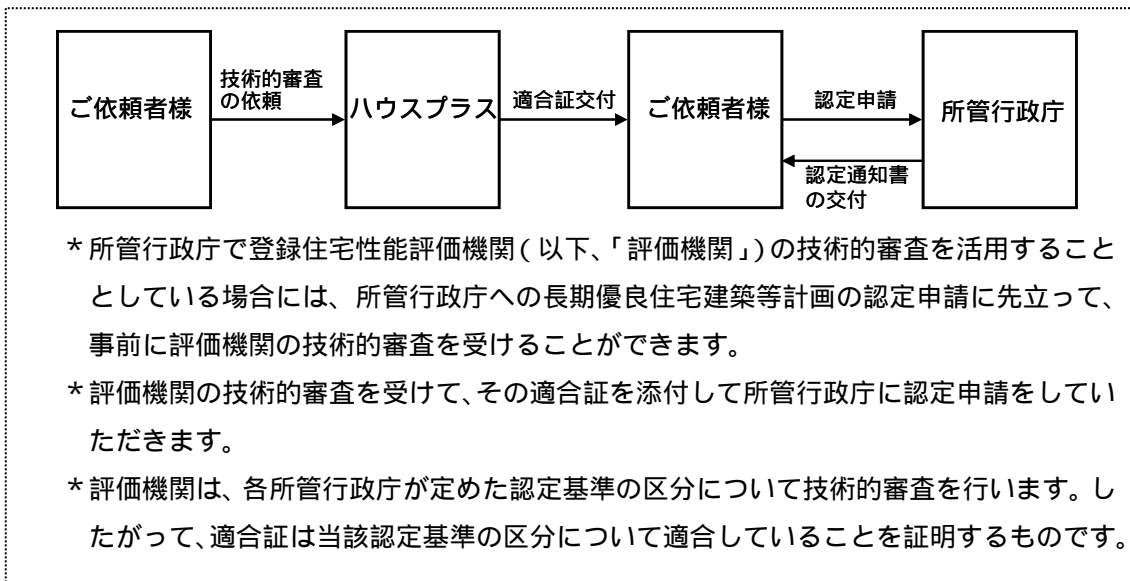 ご依頼者様
技術的審査
の依頼
ハウスプラス
適合証交付
ご依頼者様
認定申請
所管行政庁
認定通知書
の交付
*所管行政庁で登録住宅性能評価機関(以下、「評価機関」)の技術的審査を活用すること
としている場合には、所管行政庁への長期優良住宅建築等計画の認定申請に先立って、
事前に評価機関の技術的審査を受けることができます。
*評価機関の技術的審査を受けて、その適合証を添付して所管行政庁に認定申請をしてい
ただきます。
*評価機関は、各所管行政庁が定めた認定基準の区分について技術的審査を行います。し
たがって、適合証は当該認定基準の区分について適合していることを証明するものです。